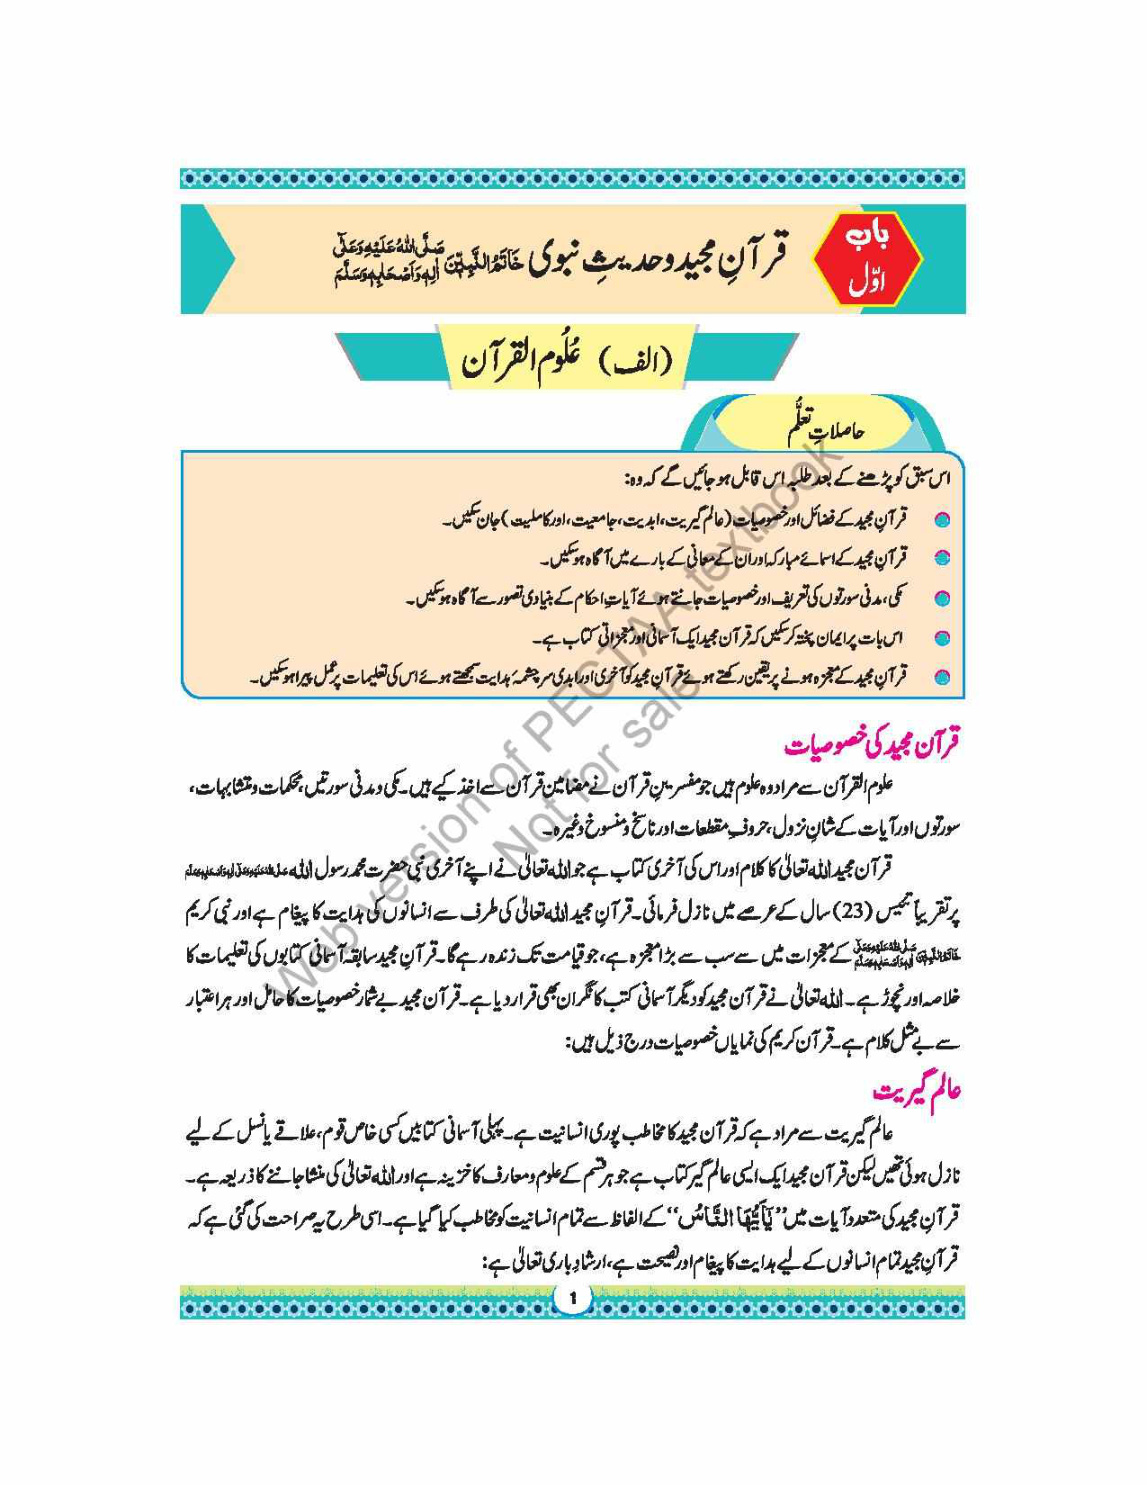 باب
اوّل
قرآنِ مجید و حدیثِ نبوی خَاتَمُ النَّبِیّٖنَ صَلَّی اللہُ عَلَیْہِ وَعَلٰٓی اٰلِہٖ وَاَصْحَابِہٖ وَسَلَّمَ
(الف) عُلُوم القرآن
حاصلاتِ تعلُّم
اس سبق کو پڑھنے کے بعد طلبہ اس قابل ہو جائیں گے کہ وہ:
قرآنِ مجید کے فضائل اور خصوصیات (عالم گیریت، ابدیت، جامعیت، اور کاملیت) جان سکیں۔
قرآنِ مجید کے اسمائے مبارکہ اور ان کے معانی کے بارے میں آگاہ ہو سکیں۔
مکی، مدنی سورتوں کی تعریف اور خصوصیات جانتے ہوئے آیاتِ احکام کے بنیادی تصور سے آگاہ ہو سکیں۔
اس بات پر ایمان پختہ کر سکیں کہ قرآن مجید ایک آسمانی اور معجزاتی کتاب ہے۔
قرآنِ مجید کے معجزہ ہونے پر یقین رکھتے ہوئے قرآنِ مجید کو آخری اور ابدی سرچشمۂ ہدایت سمجھتے ہوئے اس کی تعلیمات پر عمل پیرا ہو سکیں۔
قرآن مجید کی خصوصیات
علوم القرآن سے مراد وہ علوم ہیں جو مفسرینِ قرآن نے مضامینِ قرآن سے اخذ کیے ہیں۔ مکی و مدنی سورتیں، محکمات و متشابہات،
سورتوں اور آیات کے شانِ نزول، حروفِ مقطعات اور ناسخ و منسوخ وغیرہ۔
قرآن مجید اللہ تعالیٰ کا کلام اور اس کی آخری کتاب ہے جو اللہ تعالیٰ نے اپنے آخری نبی حضرت محمد رسول اللہ صَلَّی اللہُ عَلَیْہِ وَعَلٰٓی اٰلِہٖ وَاَصْحَابِہٖ وَسَلَّمَ
پر تقریباً تیئیس (23) سال کے عرصے میں نازل فرمائی۔ قرآنِ مجید اللہ تعالیٰ کی طرف سے انسانوں کی ہدایت کا پیغام ہے اور نبی کریم
خَاتَمُ النَّبِیّٖنَ صَلَّی اللہُ عَلَیْہِ وَعَلٰٓی اٰلِہٖ وَاَصْحَابِہٖ وَسَلَّمَ کے معجزات میں سے سب سے بڑا معجزہ ہے، جو قیامت تک زندہ رہے گا۔ قرآنِ مجید سابقہ آسمانی کتابوں کی تعلیمات کا
خلاصہ اور نچوڑ ہے۔ اللہ تعالیٰ نے قرآن مجید کو دیگر آسمانی کتب کا نگران بھی قرار دیا ہے۔ قرآن مجید بے شمار خصوصیات کا حامل اور ہر اعتبار
سے بے مثل کلام ہے۔ قرآن کریم کی نمایاں خصوصیات درج ذیل ہیں:
عالم گیریت
عالم گیریت سے مراد ہے کہ قرآن مجید کا مخاطب پوری انسانیت ہے۔ پہلی آسمانی کتابیں کسی خاص قوم، علاقے یا نسل کے لیے
نازل ہوئی تھیں لیکن قرآن مجید ایک ایسی عالم گیر کتاب ہے جو ہر قسم کے علوم و معارف کا خزینہ ہے اور اللہ تعالیٰ کی منشا جاننے کا ذریعہ ہے۔
قرآنِ مجید کی متعدد آیات میں ”یٰٓاَیُّہَا النَّاسُ“ کے الفاظ سے تمام انسانیت کو مخاطب کیا گیا ہے۔ اسی طرح یہ صراحت کی گئی ہے کہ
قرآنِ مجید تمام انسانوں کے لیے ہدایت کا پیغام اور نصیحت ہے، ارشادِ باری تعالیٰ ہے:
1
Web version of PECTAA textbook
Not for sale